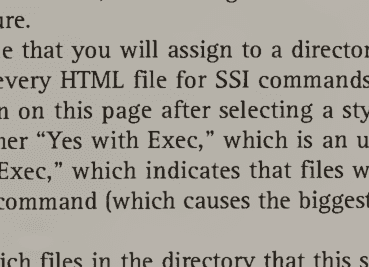 ure.
e that you will assign to a director
every HTML file for SSI commands
n on this page after selecting a sty
her “Yes with Exec,” which is an u
Exec,” which indicates that files w
command (which causes the biggest
ich files in the directory that this s